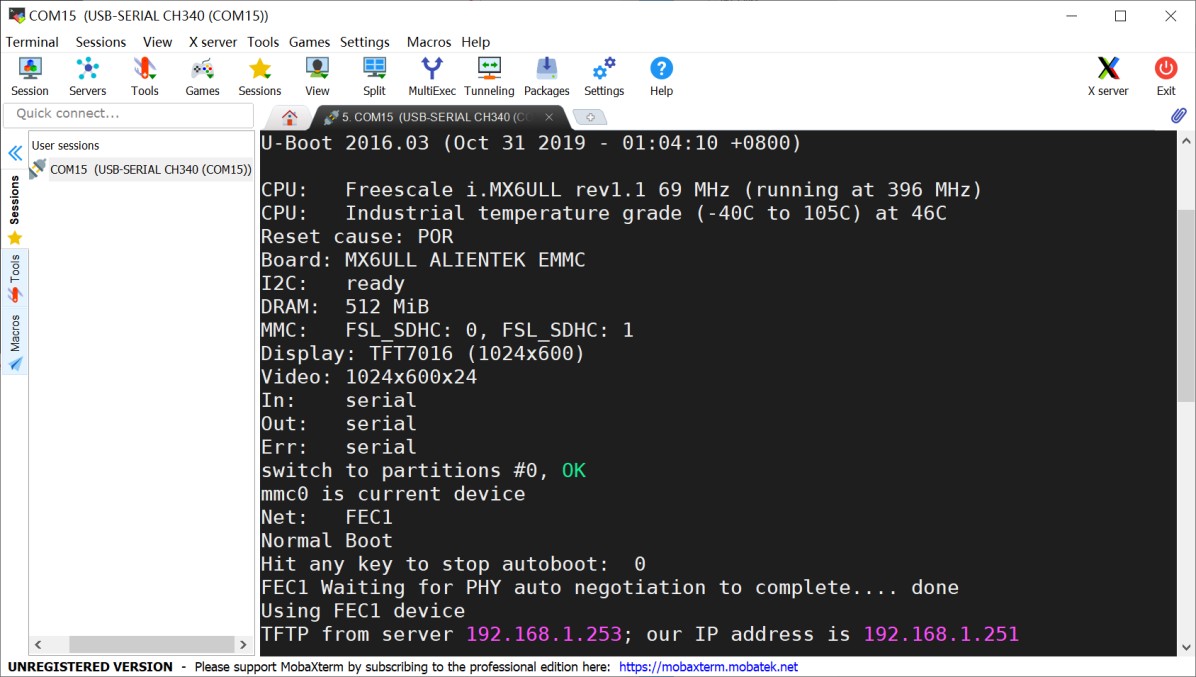 COM15 (USB-SERIAL CH340 (COM15))
Terminal Sessions View X server Tools Games Settings Macros Help
Session Servers Tools Games Sessions View Split MultiExec Tunneling Packages Settings Help X server Exit
Quick connect...
5. COM15 (USB-SERIAL CH340 (CO
User sessions
COM15 (USB-SERIAL CH340 (COM15))
Sessions
Tools
Macros
U-Boot 2016.03 (Oct 31 2019 - 01:04:10 +0800)
CPU: Freescale i.MX6ULL rev1.1 69 MHz (running at 396 MHz)
CPU: Industrial temperature grade (-40C to 105C) at 46C
Reset cause: POR
Board: MX6ULL ALIENTEK EMMC
I2C: ready
DRAM: 512 MiB
MMC: FSL_SDHC: 0, FSL_SDHC: 1
Display: TFT7016 (1024x600)
Video: 1024x600x24
In: serial
Out: serial
Err: serial
switch to partitions #0, OK
mmc0 is current device
Net: FEC1
Normal Boot
Hit any key to stop autoboot: 0
FEC1 Waiting for PHY auto negotiation to complete.... done
Using FEC1 device
TFTP from server 192.168.1.253; our IP address is 192.168.1.251
UNREGISTERED VERSION - Please support MobaXterm by subscribing to the professional edition here: https://mobaxterm.mobatek.net